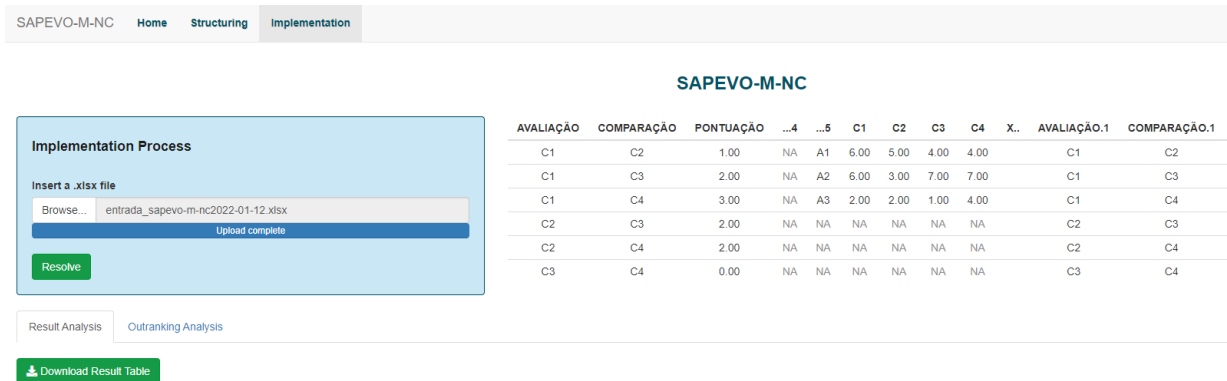 SAPEVO-M-NC Home Structuring Implementation
SAPEVO-M-NC
Implementation Process
Insert a .xlsx file
Browse... entrada_sapevo-m-nc2022-01-12.xlsx
Upload complete
Resolve
AVALIAÇÃO COMPARAÇÃO PONTUAÇÃO ...4 ...5 C1 C2 C3 C4 X.. AVALIAÇÃO.1 COMPARAÇÃO.1
C1 C2 1.00 NA A1 6.00 5.00 4.00 4.00 C1 C2
C1 C3 2.00 NA A2 6.00 3.00 7.00 7.00 C1 C3
C1 C4 3.00 NA A3 2.00 2.00 1.00 4.00 C1 C4
C2 C3 2.00 NA NA NA NA NA NA C2 C3
C2 C4 2.00 NA NA NA NA NA NA C2 C4
C3 C4 0.00 NA NA NA NA NA NA C3 C4
Result Analysis Outranking Analysis
Download Result Table